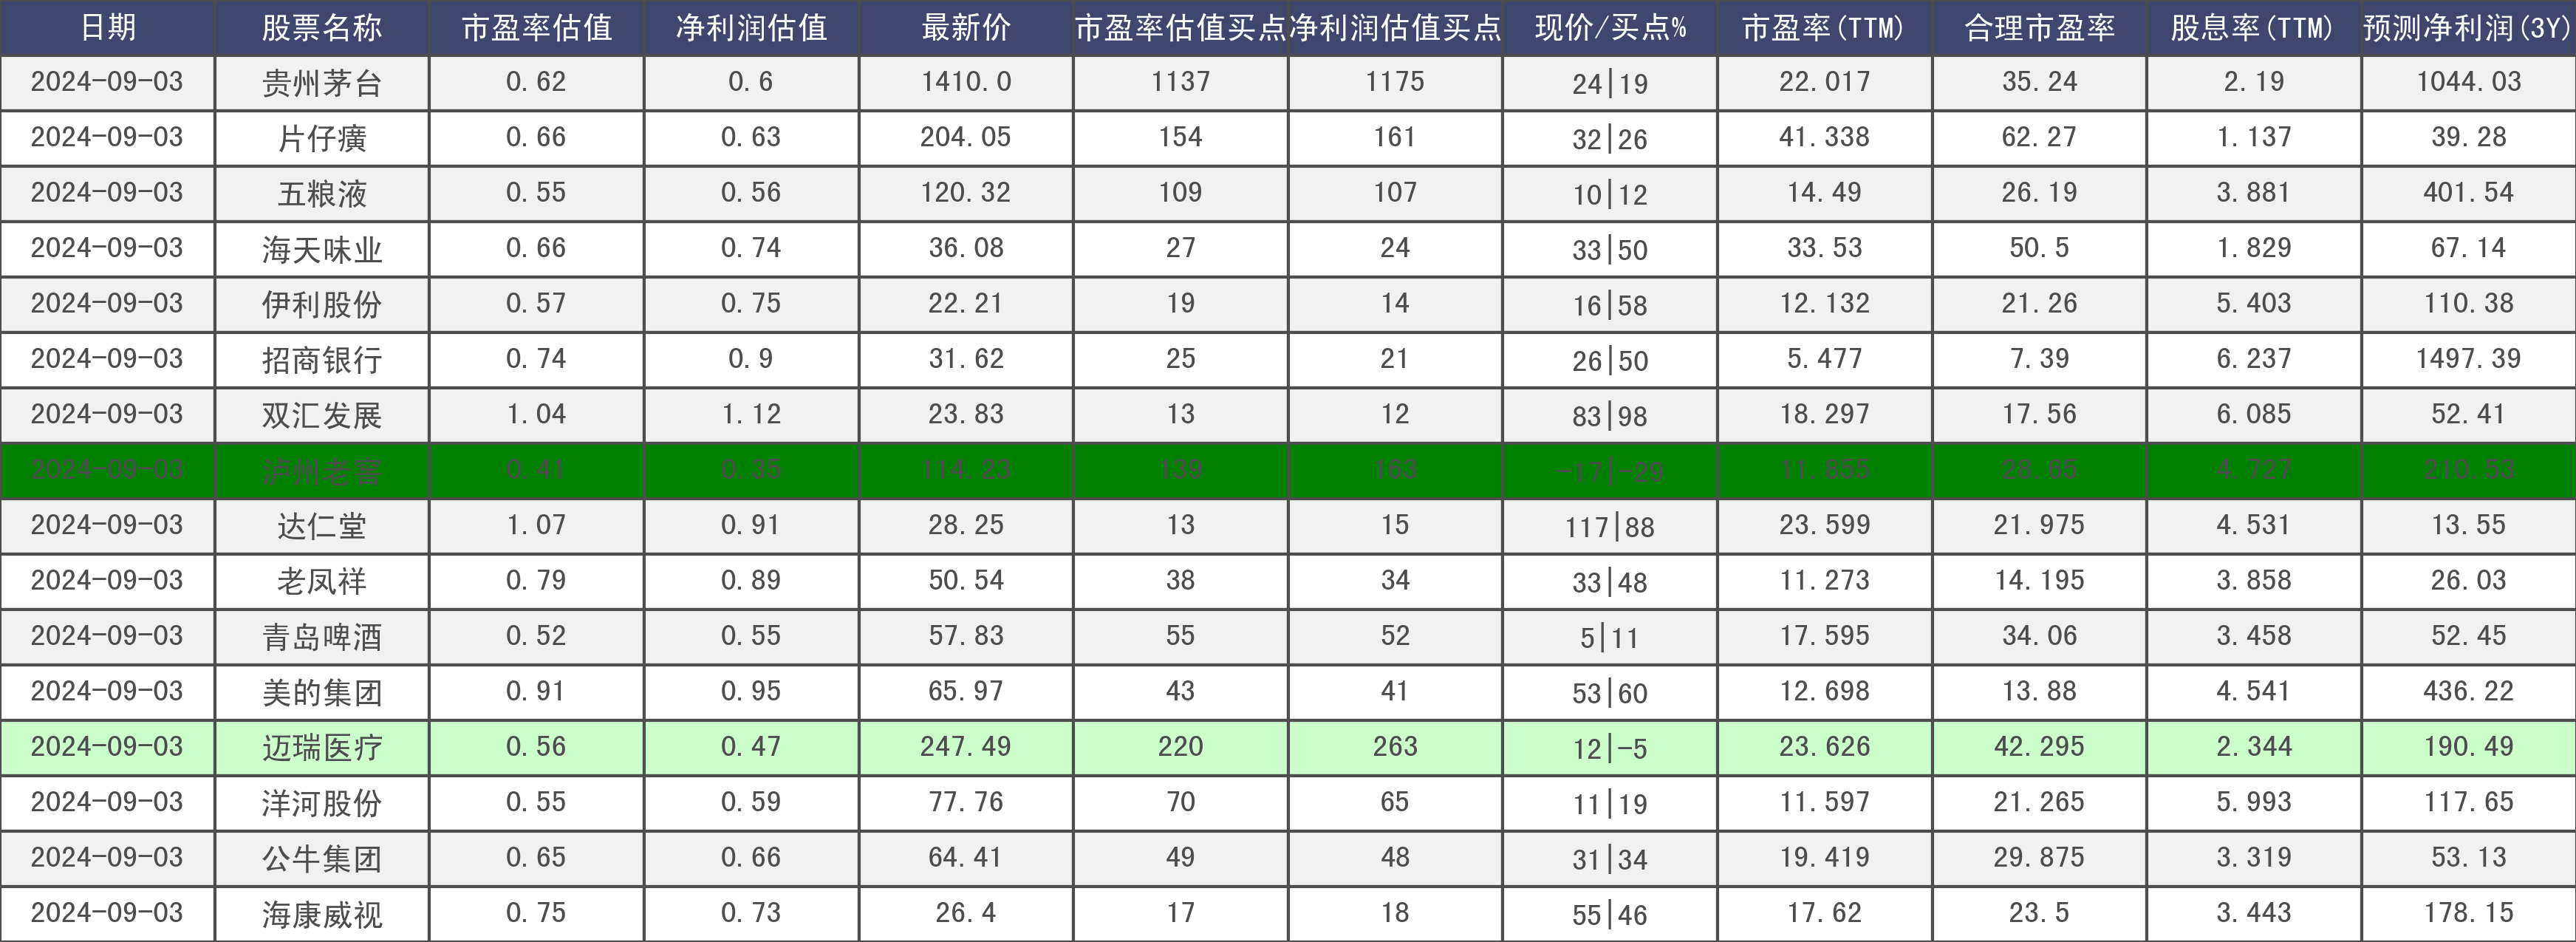 日期 股票名称 市盈率估值 净利润估值 最新价 市盈率估值买点 净利润估值买点 现价/买点% 市盈率(TTM) 合理市盈率 股息率(TTM) 预测净利润(3Y)
2024-09-03 贵州茅台 0.62 0.6 1410.0 1137 1175 24|19 22.017 35.24 2.19 1044.03
2024-09-03 片仔癀 0.66 0.63 204.05 154 161 32|26 41.338 62.27 1.137 39.28
2024-09-03 五粮液 0.55 0.56 120.32 109 107 10|12 14.49 26.19 3.881 401.54
2024-09-03 海天味业 0.66 0.74 36.08 27 24 33|50 33.53 50.5 1.829 67.14
2024-09-03 伊利股份 0.57 0.75 22.21 19 14 16|58 12.132 21.26 5.403 110.38
2024-09-03 招商银行 0.74 0.9 31.62 25 21 26|50 5.477 7.39 6.237 1497.39
2024-09-03 双汇发展 1.04 1.12 23.83 13 12 83|98 18.297 17.56 6.085 52.41
2024-09-03 泸州老窖 0.41 0.35 114.23 139 163 -17|-29 11.855 28.65 4.727 210.53
2024-09-03 达仁堂 1.07 0.91 28.25 13 15 117|88 23.599 21.975 4.531 13.55
2024-09-03 老凤祥 0.79 0.89 50.54 38 34 33|48 11.273 14.195 3.858 26.03
2024-09-03 青岛啤酒 0.52 0.55 57.83 55 52 5|11 17.595 34.06 3.458 52.45
2024-09-03 美的集团 0.91 0.95 65.97 43 41 53|60 12.698 13.88 4.541 436.22
2024-09-03 迈瑞医疗 0.56 0.47 247.49 220 263 12|-5 23.626 42.295 2.344 190.49
2024-09-03 洋河股份 0.55 0.59 77.76 70 65 11|19 11.597 21.265 5.993 117.65
2024-09-03 公牛集团 0.65 0.66 64.41 49 48 31|34 19.419 29.875 3.319 53.13
2024-09-03 海康威视 0.75 0.73 26.4 17 18 55|46 17.62 23.5 3.443 178.15